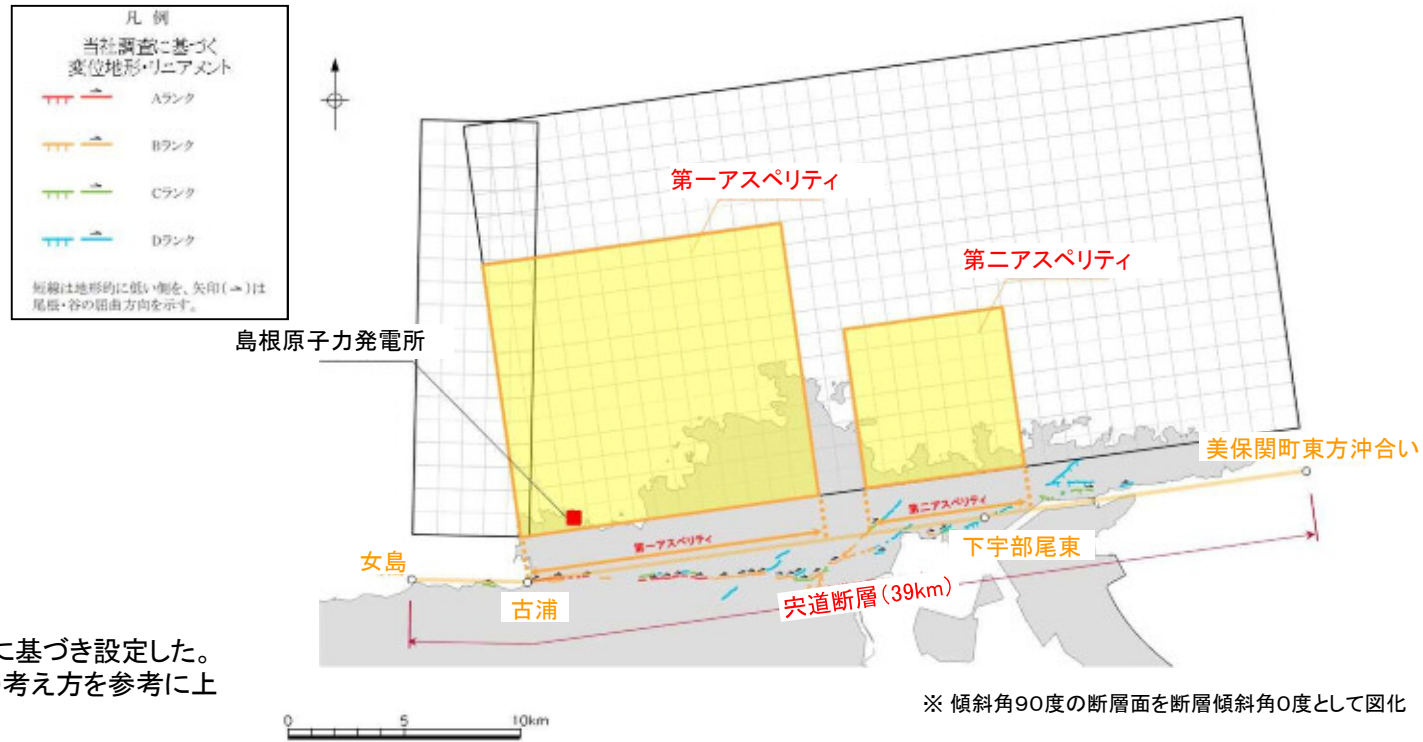 凡 例
当社調査に基づく
変位地形・リニアメント
Aランク
Bランク
Cランク
Dランク
短線は地形的に低い側を、矢印(→)は
尾根・谷の屈曲方向を示す。
第一アスペリティ
第二アスペリティ
島根原子力発電所
美保関町東方沖合い
第二アスペリティ
第一アスペリティ
女島
下宇部尾東
古浦
宍道断層(39km)
に基づき設定した。
考え方を参考に上
※ 傾斜角90度の断層面を断層傾斜角0度として図化
0 5 10km